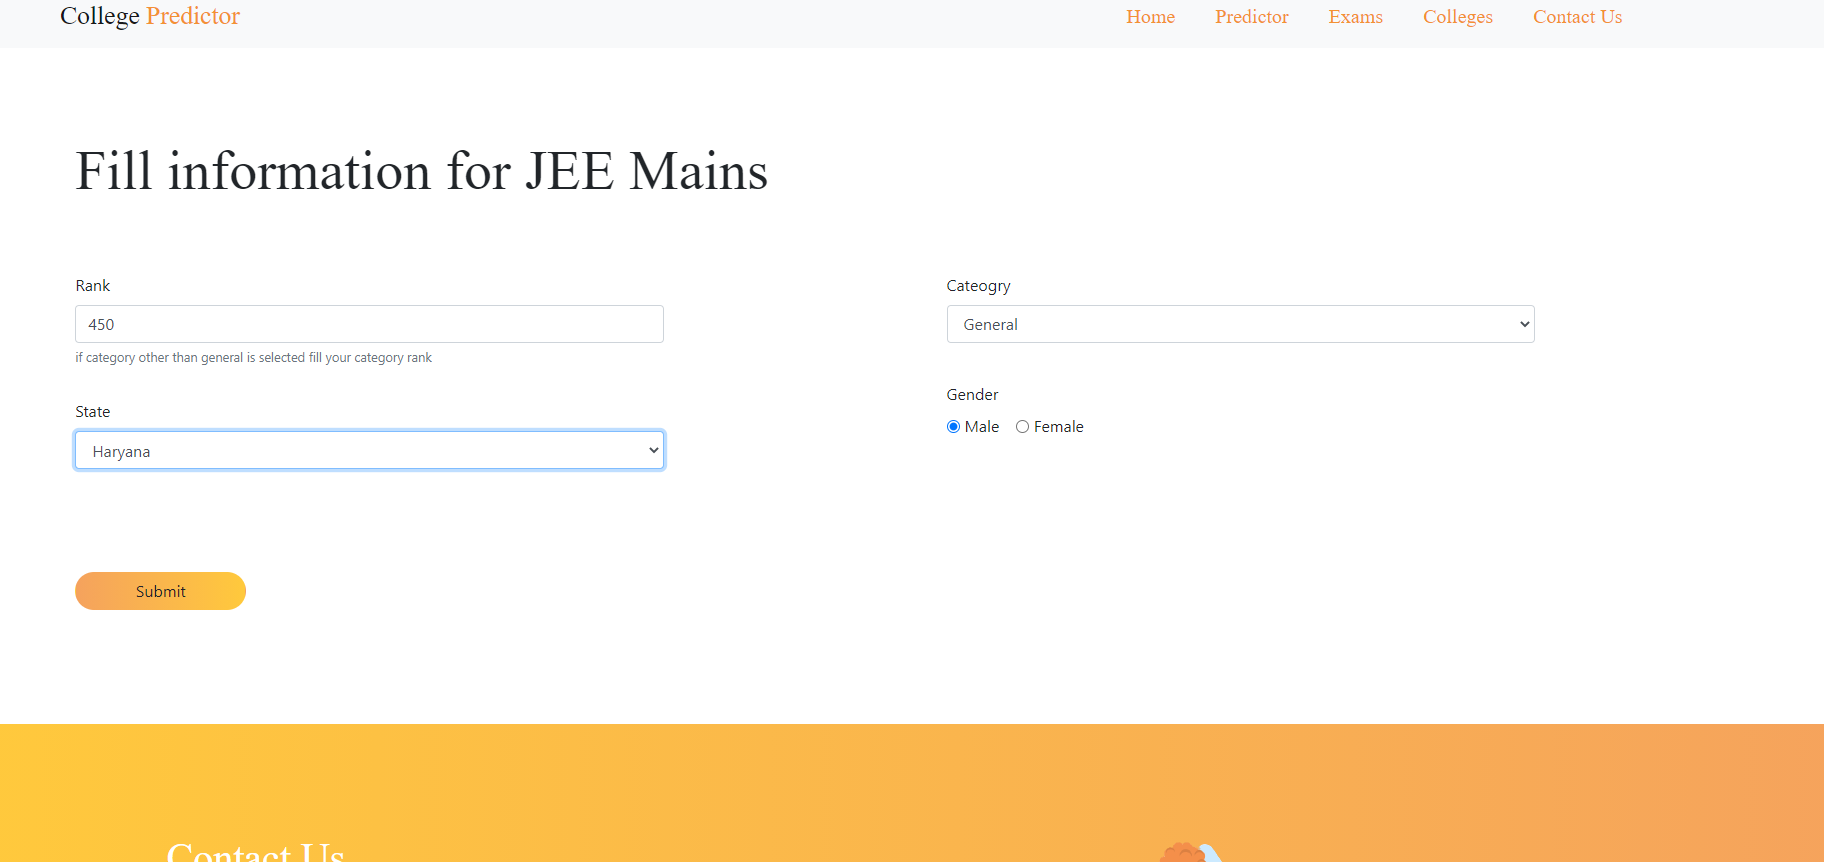 College Predictor
Home Predictor Exams Colleges Contact Us
Fill information for JEE Mains
Rank
450
if category other than general is selected fill your category rank
State
Haryana
Cateogry
General
Gender
Male Female
Submit
Contact Us